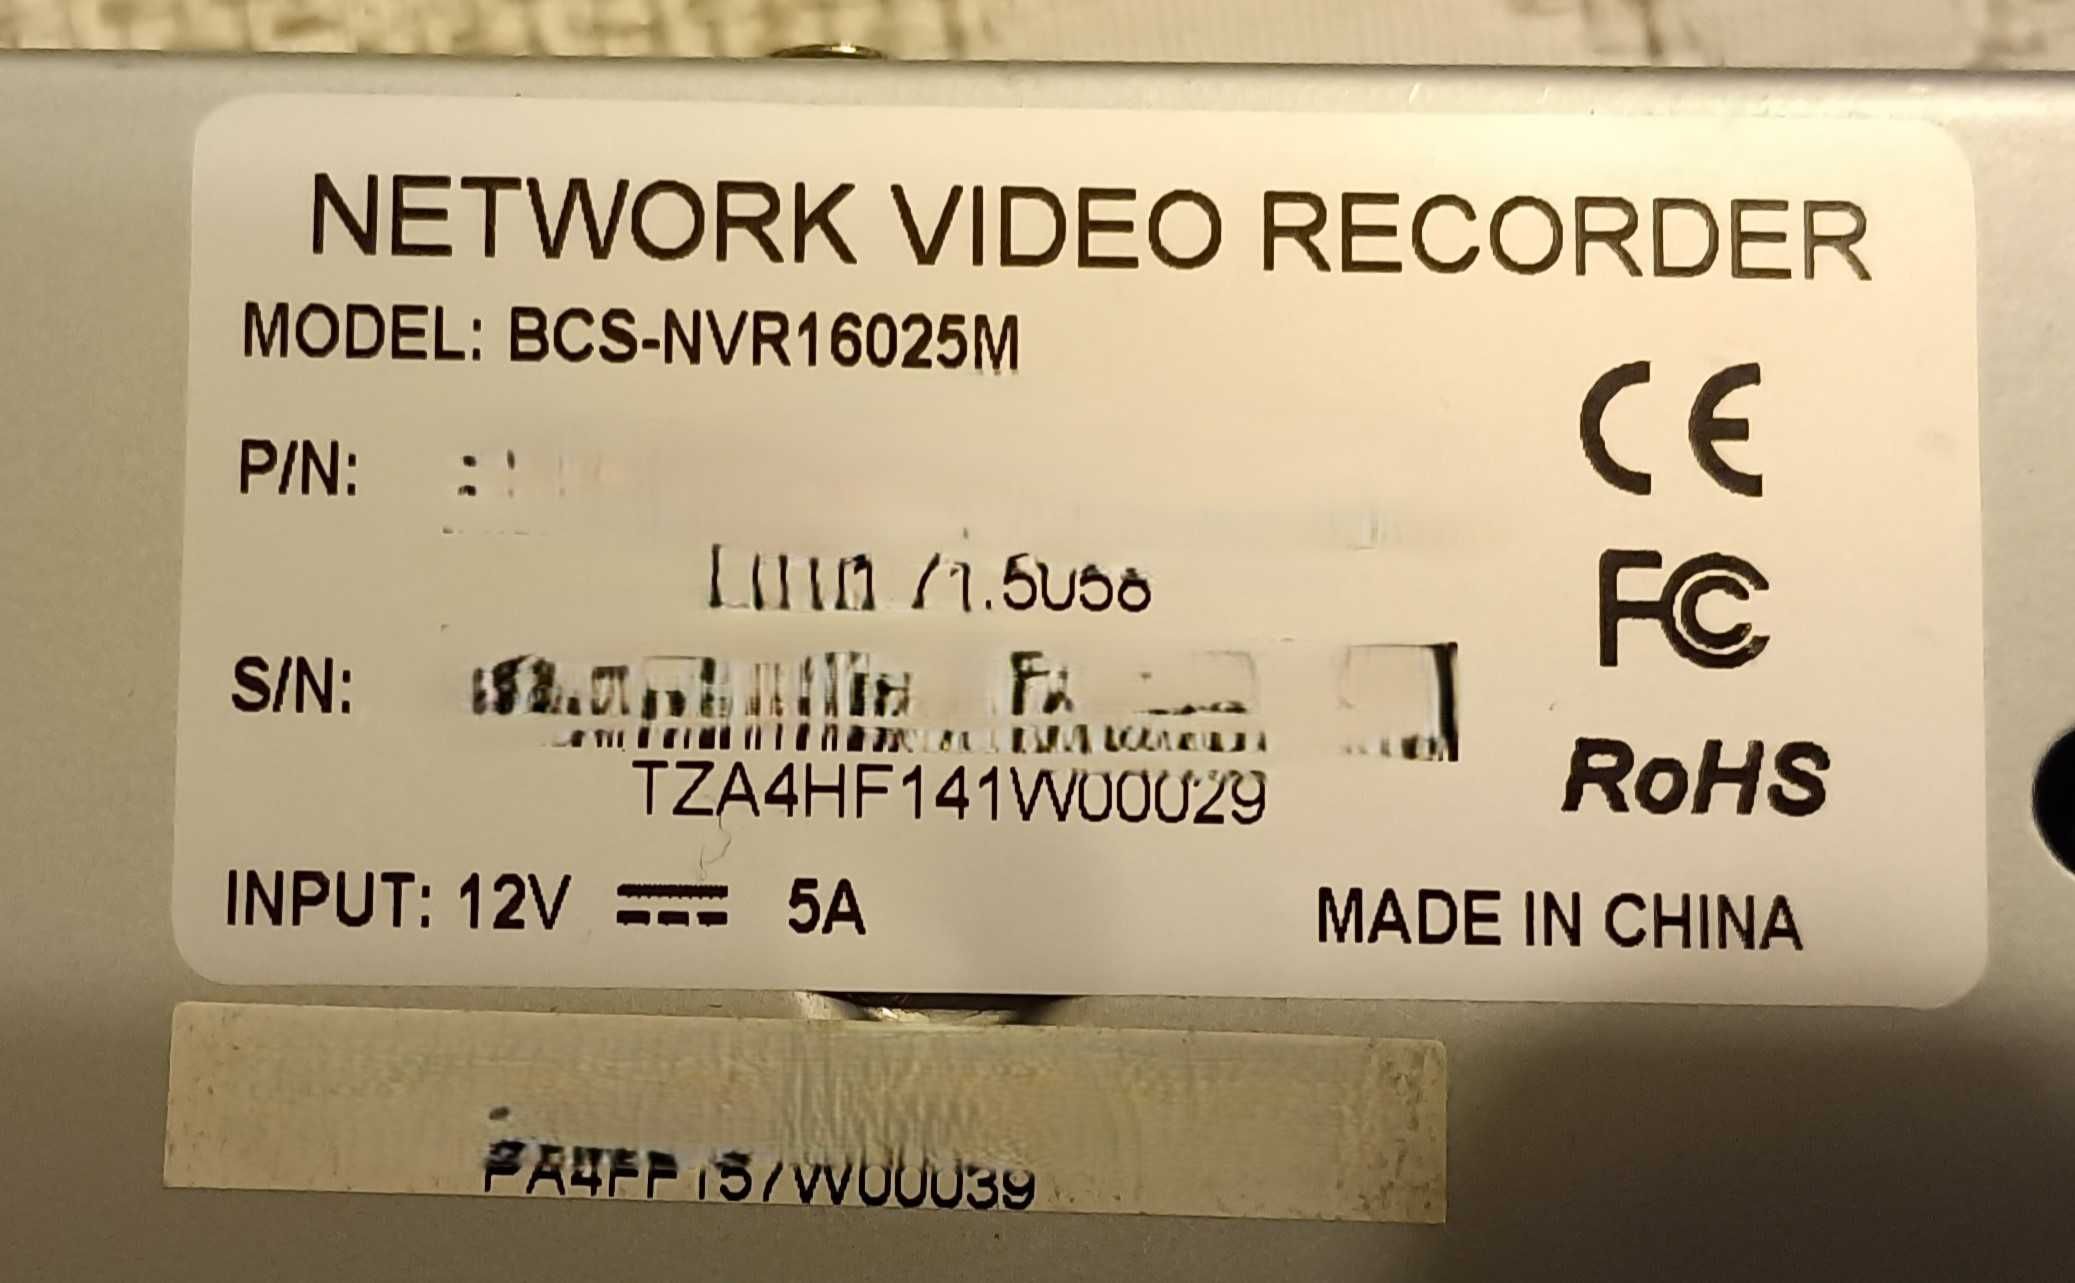 NETWORK VIDEO RECORDER
MODEL: BCS-NVR16025M
CE
P/N:
FC
S/N:
TZA4HF141W00029
RoHS
INPUT: 12V 5A
MADE IN CHINA